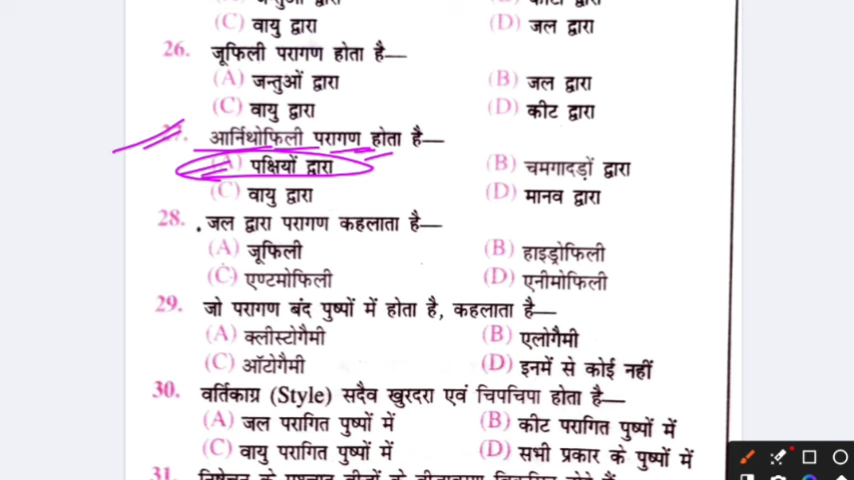 (C) वायु द्वारा (D) जल द्वारा
26. जूफिली परागण होता है—
(A) जन्तुओं द्वारा (B) जल द्वारा
(C) वायु द्वारा (D) कीट द्वारा
आर्निथोफिली परागण होता है—
पक्षियों द्वारा (B) चमगादड़ों द्वारा
(C) वायु द्वारा (D) मानव द्वारा
28. जल द्वारा परागण कहलाता है—
(A) जूफिली (B) हाइड्रोफिली
(C) एण्टमोफिली (D) एनीमोफिली
29. जो परागण बंद पुष्पों में होता है, कहलाता है—
(A) क्लीस्टोगैमी (B) एलोगैमी
(C) ऑटोगैमी (D) इनमें से कोई नहीं
30. वर्तिकाग्र (Style) सदैव खुरदरा एवं चिपचिपा होता है—
(A) जल परागित पुष्पों में (B) कीट परागित पुष्पों में
(C) वायु परागित पुष्पों में (D) सभी प्रकार के पुष्पों में
31.